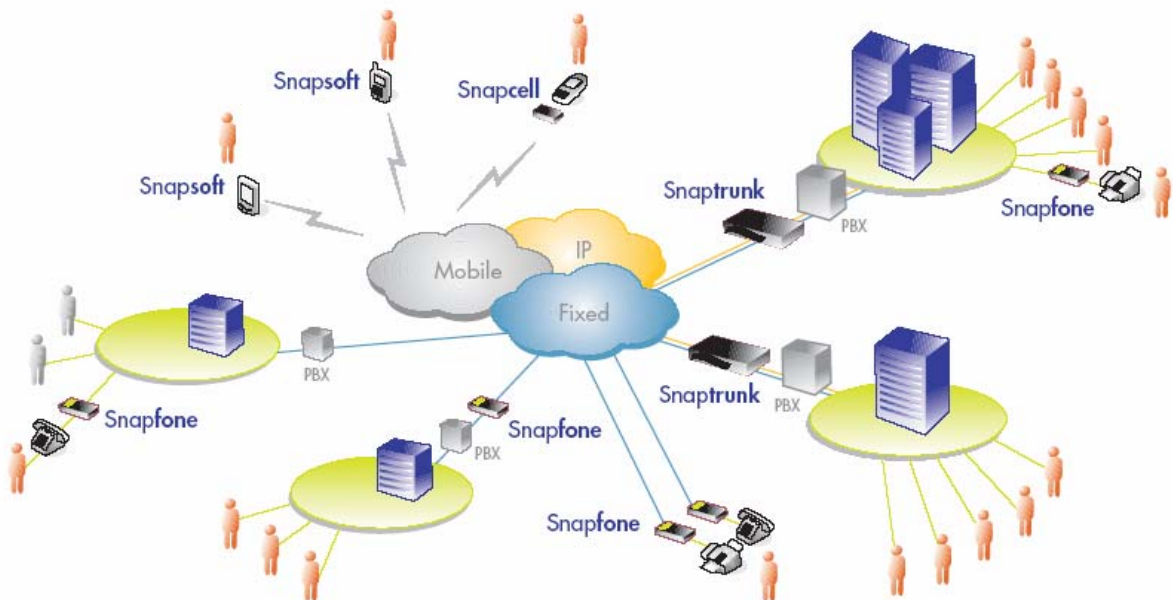 Snapsoft
Snapcell
Snapsoft
Snaptrunk
PBX
Snapfone
IP
Mobile
Fixed
PBX
Snaptrunk
PBX
Snapfone
Snapfone
PBX
Snapfone